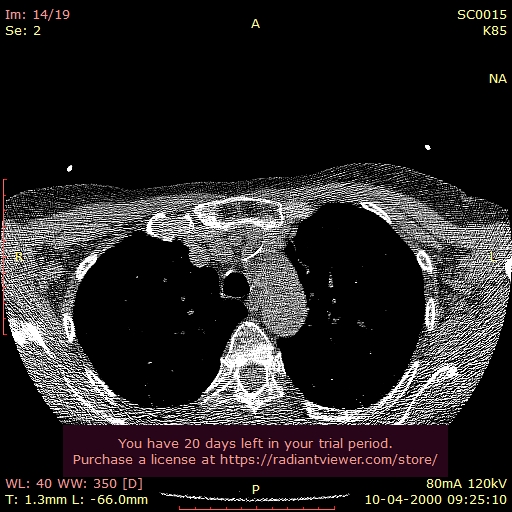 Im: 14/19
Se: 2
A
SC0015
K85
NA
R
L
You have 20 days left in your trial period.
Purchase a license at https://radiantviewer.com/store/
WL: 40 WW: 350 [D]
T: 1.3mm L: -66.0mm
P
80mA 120kV
10-04-2000 09:25:10